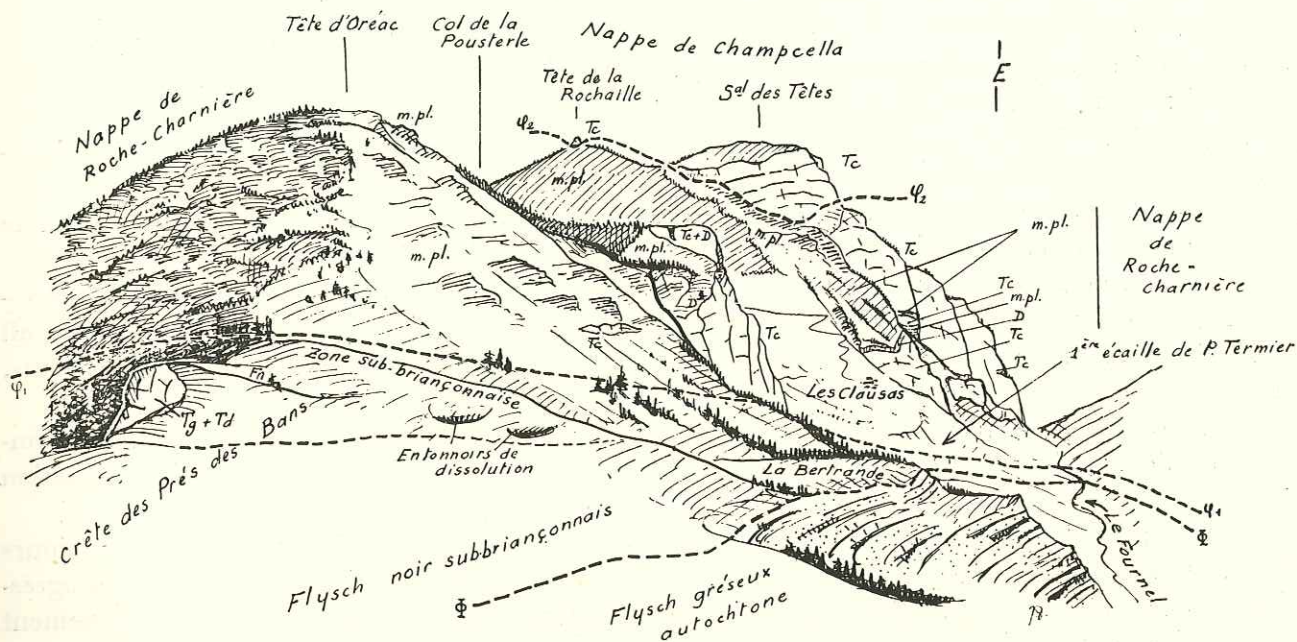 Tête d'Oréac
Col de la
Pousterle
Nappe de Champcella
E
Tête de la
Rochaille
Sal des Têtes
Nappe de
Roche-Charnière
m.pl.
φ2
Tc
m.pl.
Tc
φ2
m.pl.
Nappe
de
Roche-
charnière
m.pl.
Tc+D
m.pl.
m.pl.
Tc
Tc
m.pl.
D
Tc
Tc
D
Tc
Tc
1ère écaille de P. Termier
φ1
Zone sub-briançonnaise
Les Clausas
Tg + Td
Crête des Prés des Bans
Entonnoirs de
dissolution
La Bertrande
φ1
Φ
Le Fournel
Flysch noir subbriançonnais
Φ
Flysch gréseux
autochtone